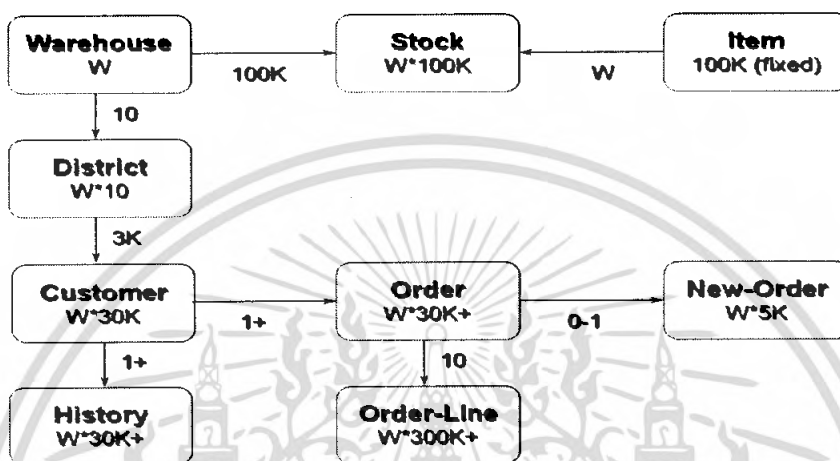 Warehouse
W
100K
Stock
W*100K
W
Item
100K (fixed)
10
District
W*10
3K
Customer
W*30K
1+
Order
W*30K+
0-1
New-Order
W*5K
1+
10
History
W*30K+
Order-Line
W*300K+